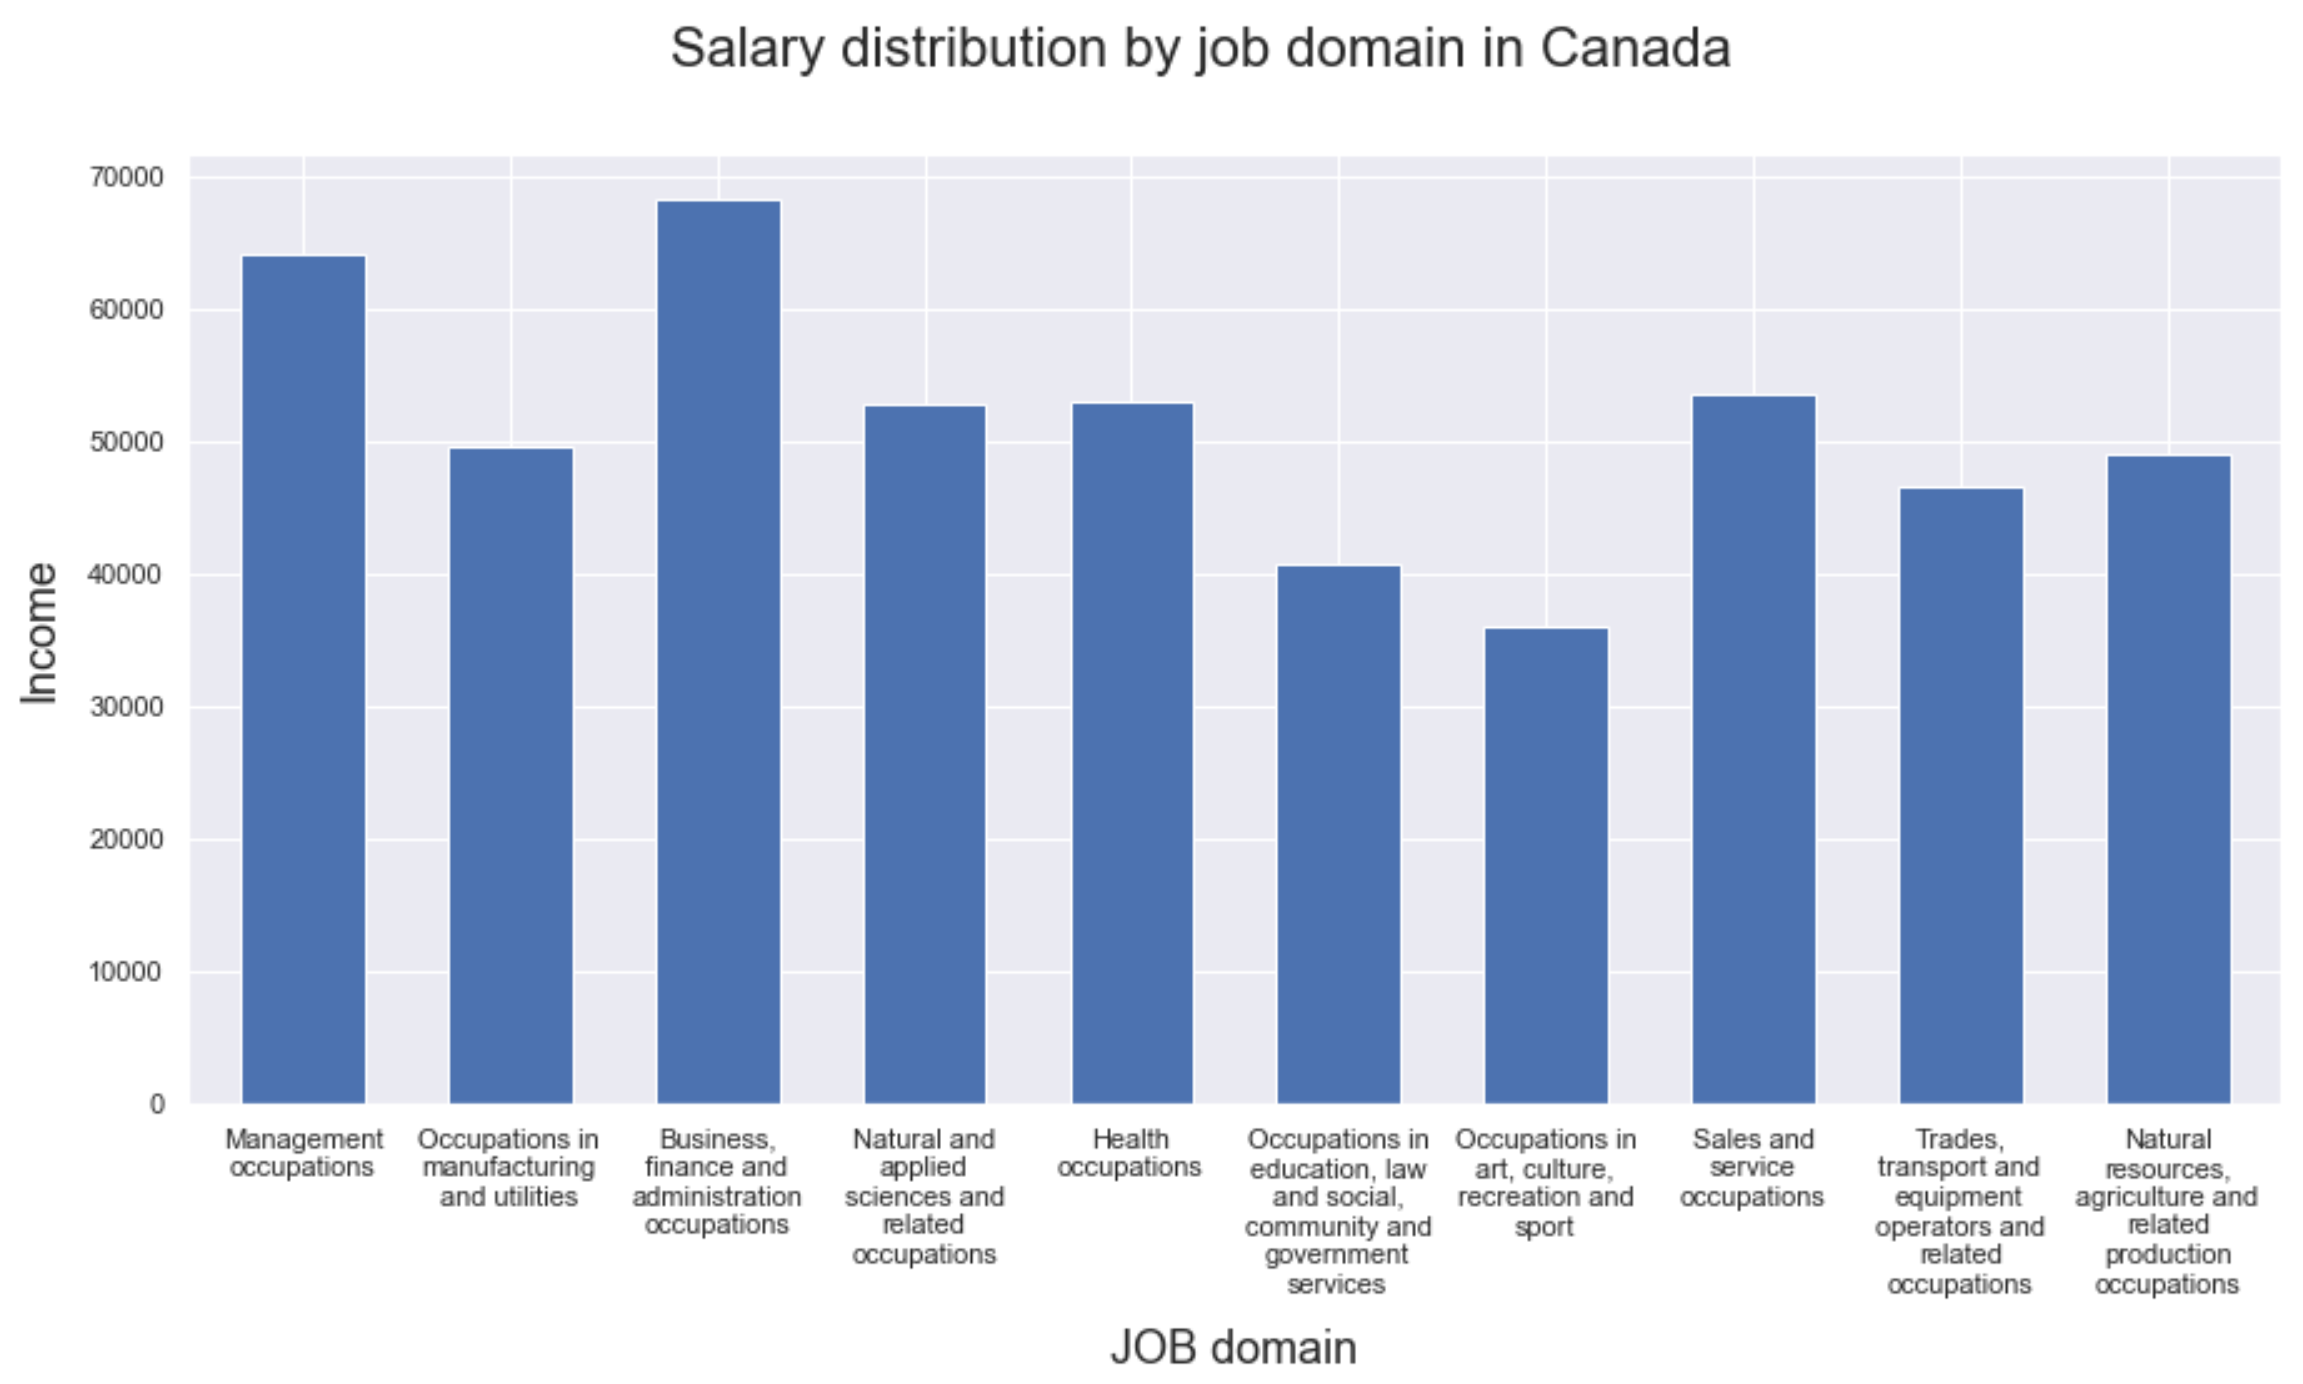 Salary distribution by job domain in Canada
70000
60000
50000
40000
30000
20000
10000
0
Income
Management
occupations
Occupations in
manufacturing
and utilities
Business,
finance and
administration
occupations
Natural and
applied
sciences and
related
occupations
Health
occupations
Occupations in
education, law
and social,
community and
government
services
Occupations in
art, culture,
recreation and
sport
Sales and
service
occupations
Trades,
transport and
equipment
operators and
related
occupations
Natural
resources,
agriculture and
related
production
occupations
JOB domain